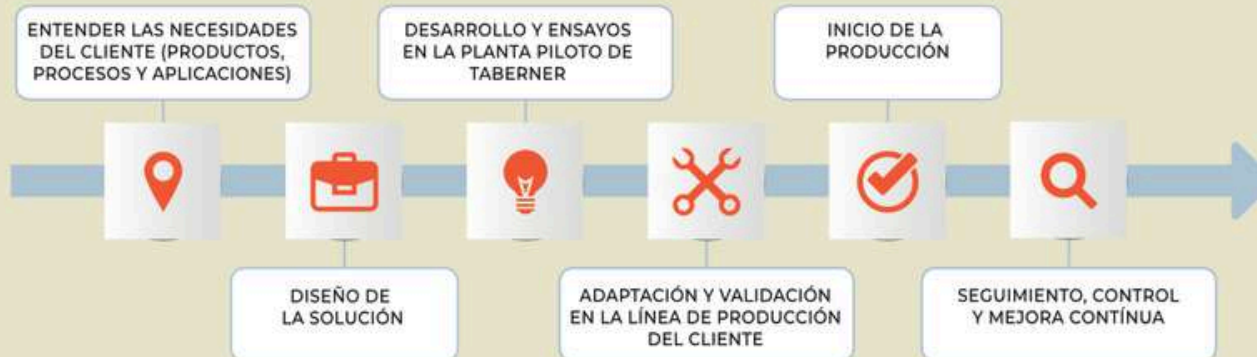 ENTENDER LAS NECESIDADES
DEL CLIENTE (PRODUCTOS,
PROCESOS Y APLICACIONES)
DISEÑO DE
LA SOLUCIÓN
DESARROLLO Y ENSAYOS
EN LA PLANTA PILOTO DE
TABERNER
ADAPTACIÓN Y VALIDACIÓN
EN LA LÍNEA DE PRODUCCIÓN
DEL CLIENTE
INICIO DE LA
PRODUCCIÓN
SEGUIMIENTO, CONTROL
Y MEJORA CONTÍNUA